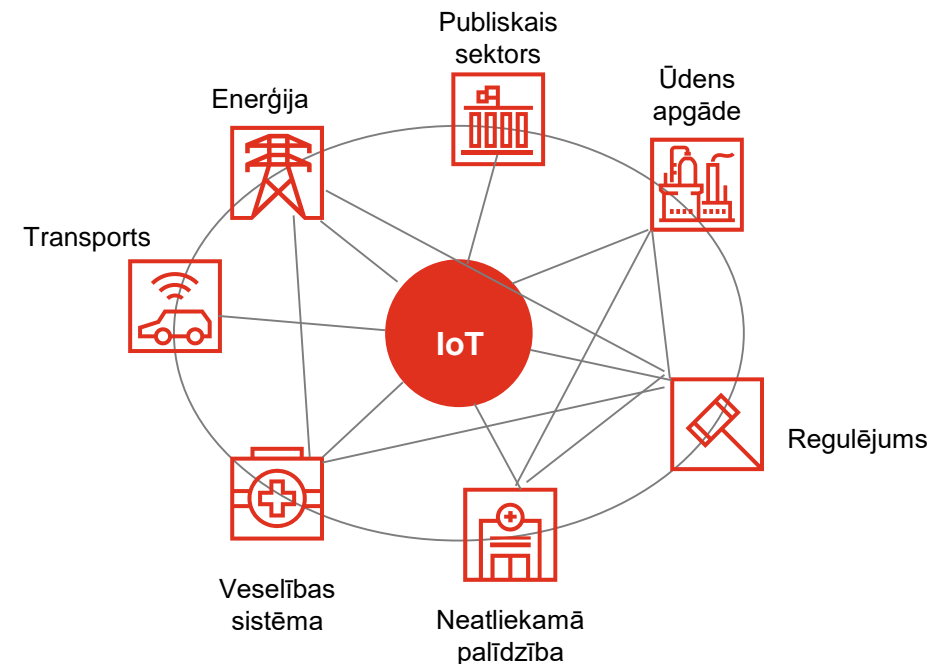 Publiskais
sektors
Ūdens
apgāde
Enerģija
Transports
IoT
Regulējums
Veselības
sistēma
Neatliekamā
palīdzība